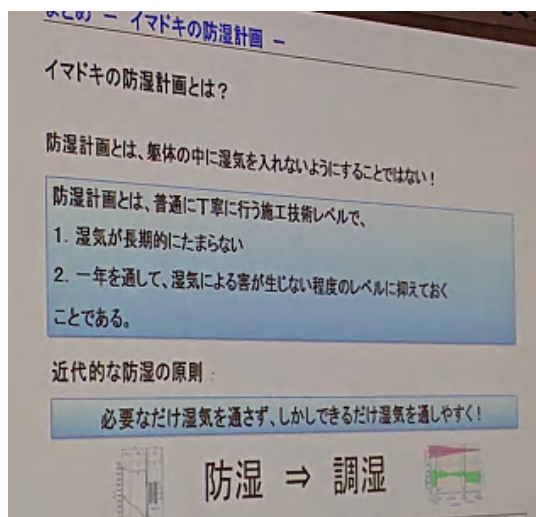 まとめ － イマドキの防湿計画 －
イマドキの防湿計画とは？
防湿計画とは、躯体の中に湿気を入れないようにすることではない！
防湿計画とは、普通に丁寧に行う施工技術レベルで、
1. 湿気が長期的にたまらない
2. 一年を通して、湿気による害が生じない程度のレベルに抑えておく
ことである。
近代的な防湿の原則：
必要なだけ湿気を通さず、しかしできるだけ湿気を通しやすく！
防湿 ⇒ 調湿